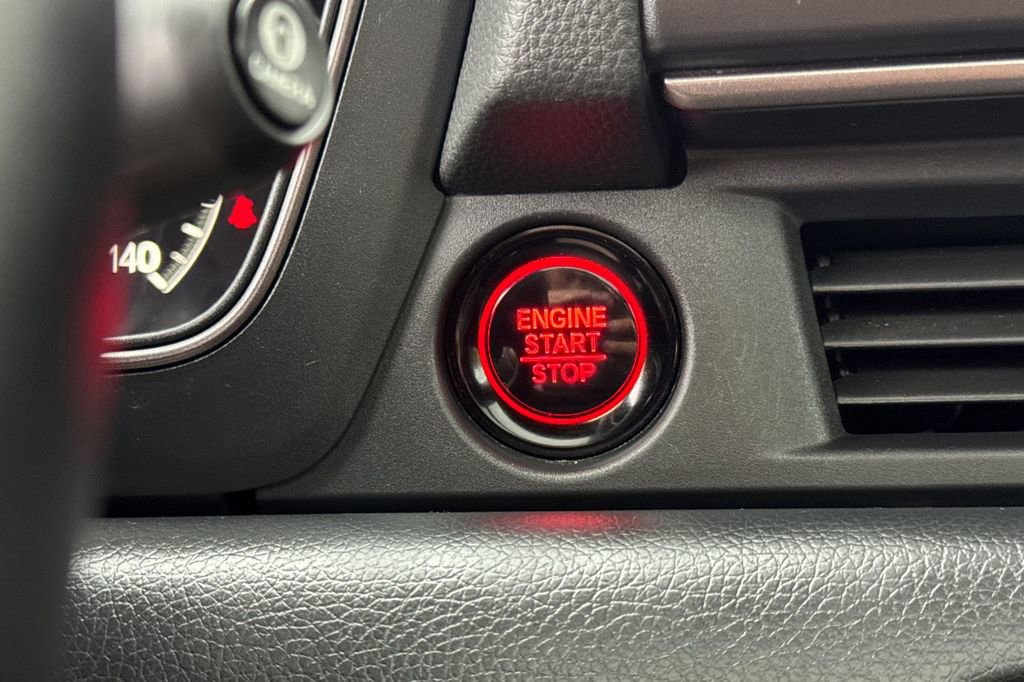 CAMERA
140
ENGINE
START
STOP